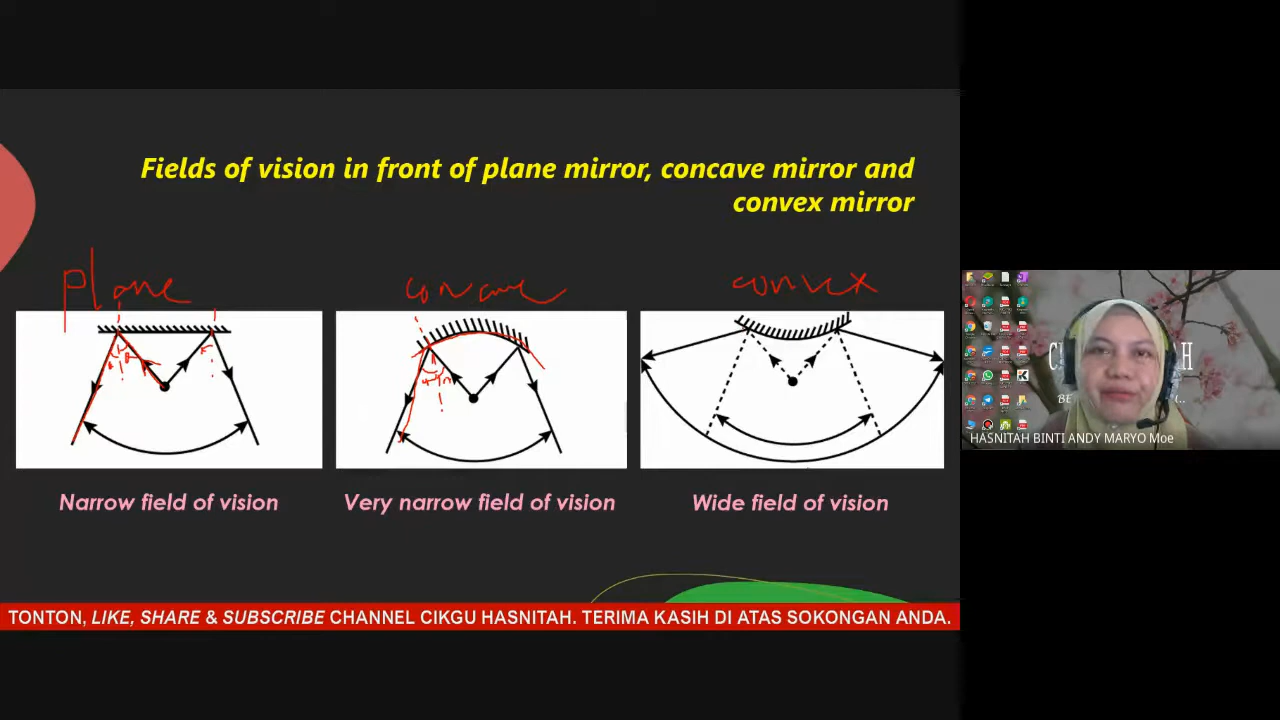 Fields of vision in front of plane mirror, concave mirror and
convex mirror
plane
concave
convex
Narrow field of vision
Very narrow field of vision
Wide field of vision
HASNITAH BINTI ANDY MARYO Moe
TONTON, LIKE, SHARE & SUBSCRIBE CHANNEL CIKGU HASNITAH. TERIMA KASIH DI ATAS SOKONGAN ANDA.